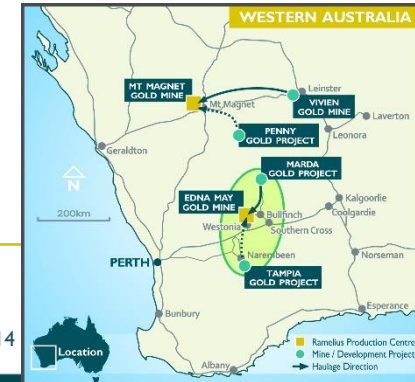 WESTERN AUSTRALIA
MT MAGNET
GOLD MINE
Mt Magnet
Leinster
VIVIEN
GOLD MINE
Laverton
Leonora
PENNY
GOLD PROJECT
Geraldton
MARDA
GOLD PROJECT
N
200km
EDNA MAY
GOLD MINE
Bullfinch
Kalgoorlie
Coolgardie
Westonia
Southern Cross
Narembeen
Norseman
PERTH
TAMPIA
GOLD PROJECT
Bunbury
Esperance
14
Location
Albany
Ramelius Production Centre
Mine / Development Project
Haulage Direction